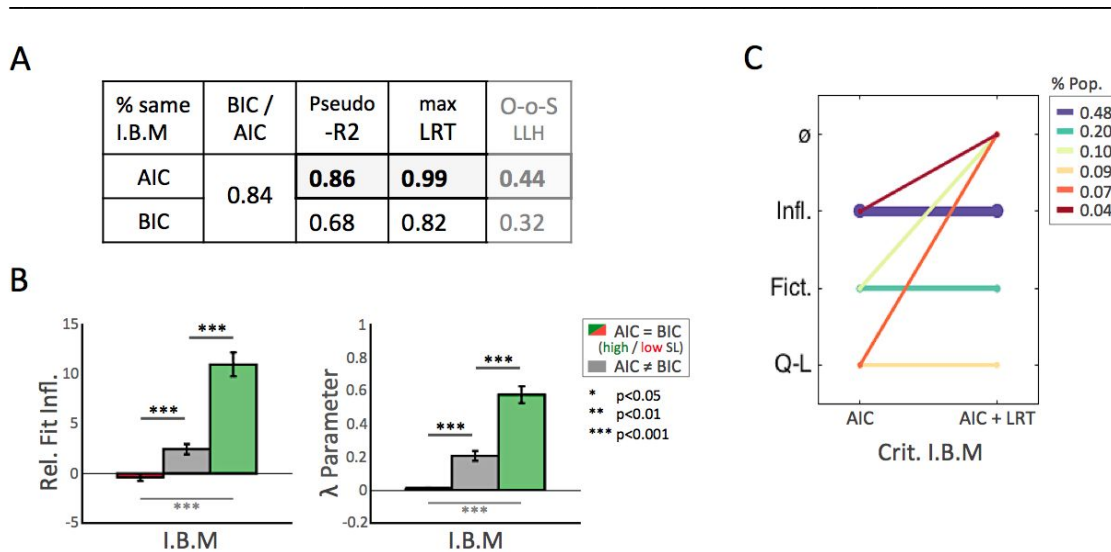 A
% same I.B.M
BIC / AIC
Pseudo -R2
max LRT
O-o-S LLH
AIC
0.84
0.86
0.99
0.44
BIC
0.68
0.82
0.32
B
15
10
5
0
-5
Rel. Fit Infl.
***
***
***
I.B.M
1
0.8
0.6
0.4
0.2
0
-0.2
λ Parameter
***
***
***
I.B.M
AIC = BIC
(high / low SL)
AIC ≠ BIC
* p<0.05
** p<0.01
*** p<0.001
C
ø
Infl.
Fict.
Q-L
AIC
AIC + LRT
Crit. I.B.M
% Pop.
0.48
0.20
0.10
0.09
0.07
0.04